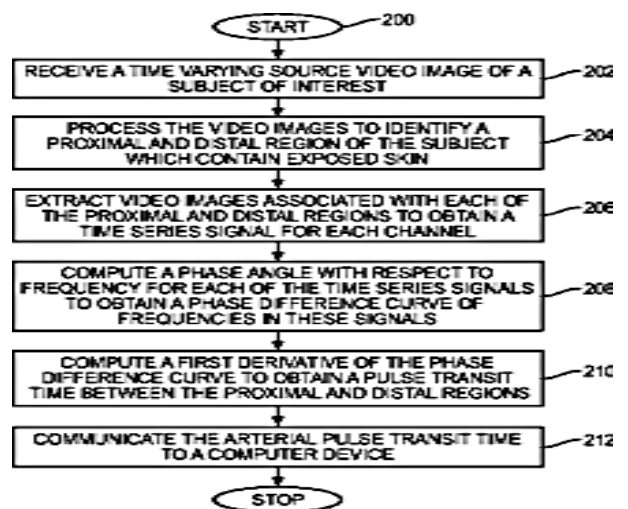 START
200
RECEIVE A TIME VARYING SOURCE VIDEO IMAGE OF A
SUBJECT OF INTEREST
202
PROCESS THE VIDEO IMAGES TO IDENTIFY A
PROXIMAL AND DISTAL REGION OF THE SUBJECT
WHICH CONTAIN EXPOSED SKIN
204
EXTRACT VIDEO IMAGES ASSOCIATED WITH EACH OF
THE PROXIMAL AND DISTAL REGIONS TO OBTAIN A
TIME SERIES SIGNAL FOR EACH CHANNEL
206
COMPUTE A PHASE ANGLE WITH RESPECT TO
FREQUENCY FOR EACH OF THE TIME SERIES SIGNALS
TO OBTAIN A PHASE DIFFERENCE CURVE OF
FREQUENCIES IN THESE SIGNALS
208
COMPUTE A FIRST DERIVATIVE OF THE PHASE
DIFFERENCE CURVE TO OBTAIN A PULSE TRANSIT
TIME BETWEEN THE PROXIMAL AND DISTAL REGIONS
210
COMMUNICATE THE ARTERIAL PULSE TRANSIT TIME
TO A COMPUTER DEVICE
212
STOP